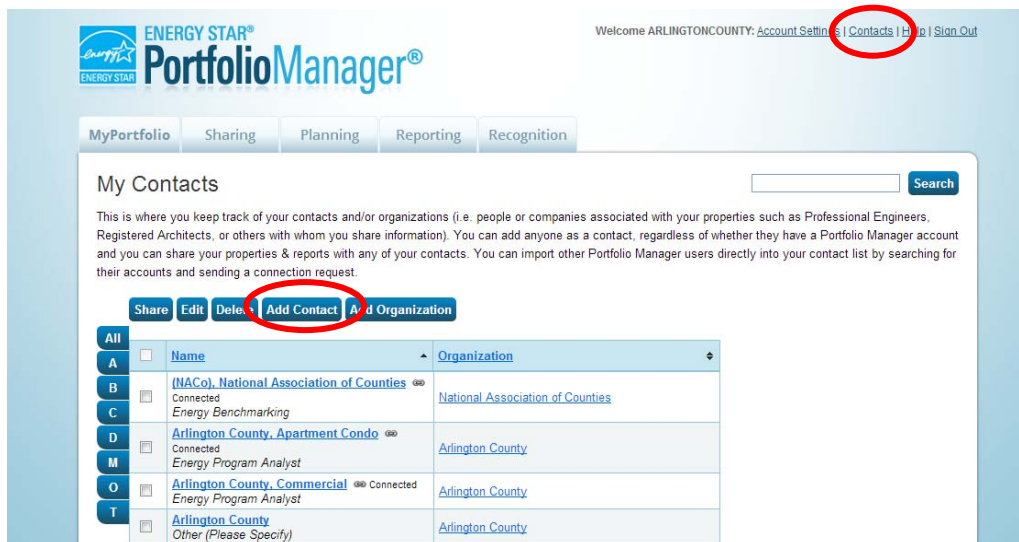 ENERGY STAR®
PortfolioManager®
energy
ENERGY STAR
Welcome ARLINGTONCOUNTY: Account Settings | Contacts | Help | Sign Out
MyPortfolio Sharing Planning Reporting Recognition
My Contacts
Search
This is where you keep track of your contacts and/or organizations (i.e. people or companies associated with your properties such as Professional Engineers,
Registered Architects, or others with whom you share information). You can add anyone as a contact, regardless of whether they have a Portfolio Manager account
and you can share your properties & reports with any of your contacts. You can import other Portfolio Manager users directly into your contact list by searching for
their accounts and sending a connection request.
Share Edit Delete Add Contact Add Organization
All
A
B
C
D
M
O
T
Name Organization
(NACo), National Association of Counties
Connected
Energy Benchmarking
National Association of Counties
Arlington County, Apartment Condo
Connected
Energy Program Analyst
Arlington County
Arlington County, Commercial Connected
Energy Program Analyst
Arlington County
Arlington County
Other (Please Specify)
Arlington County